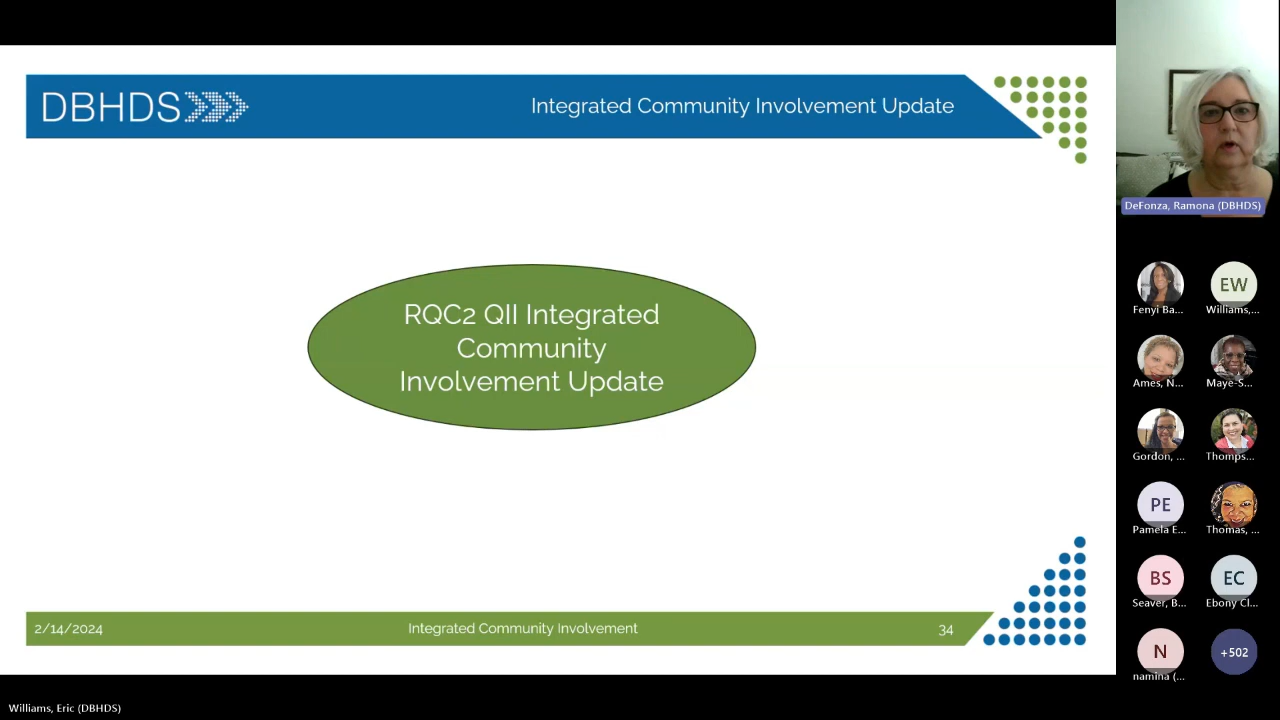 DBHDS
Integrated Community Involvement Update
RQC2 QII Integrated
Community
Involvement Update
2/14/2024
Integrated Community Involvement
34
DeFonza, Ramona (DBHDS)
Fenyi Ba...
EW
Williams,...
Ames, N...
Maye-S...
Gordon, ...
Thomps...
PE
Pamela E...
Thomas, ...
BS
Seaver, B...
EC
Ebony Cl...
N
namina (...
+502
Williams, Eric (DBHDS)